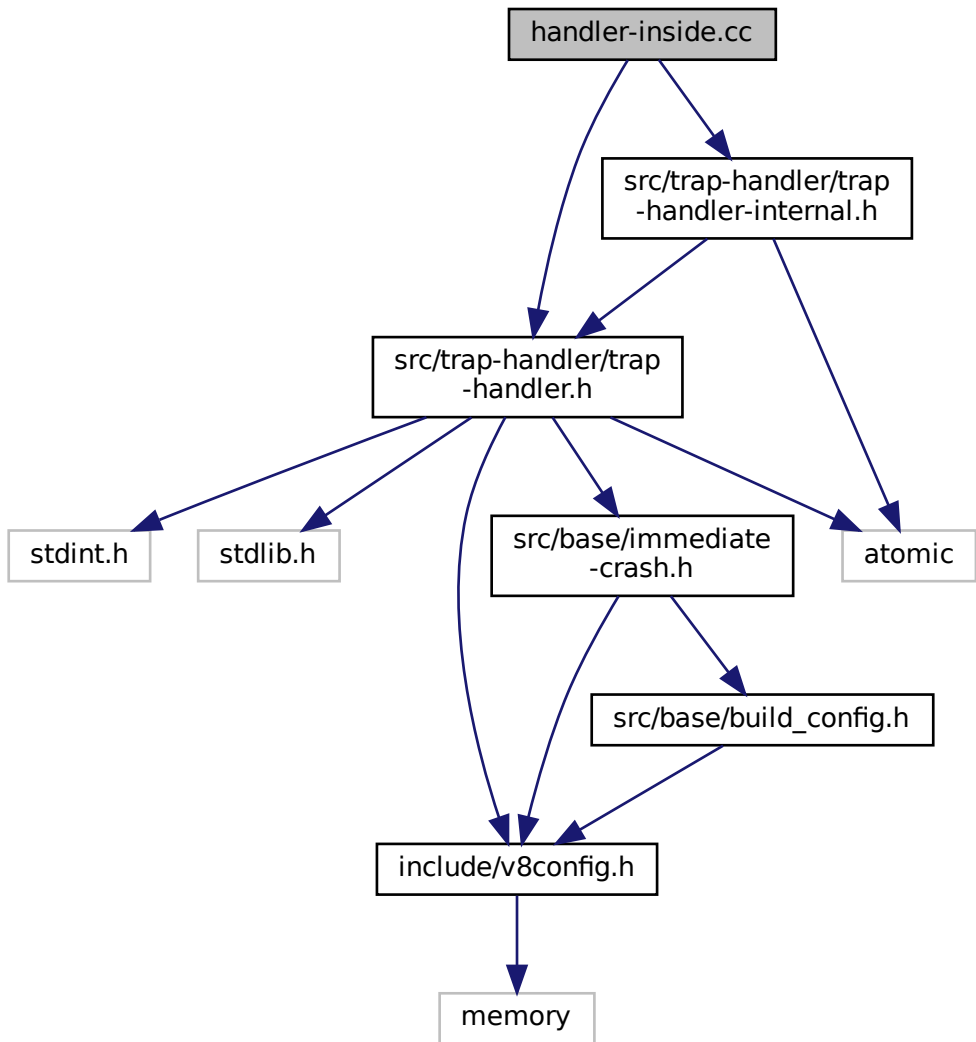 handler-inside.cc
src/trap-handler/trap
-handler-internal.h
src/trap-handler/trap
-handler.h
stdint.h
stdlib.h
src/base/immediate
-crash.h
atomic
src/base/build_config.h
include/v8config.h
memory